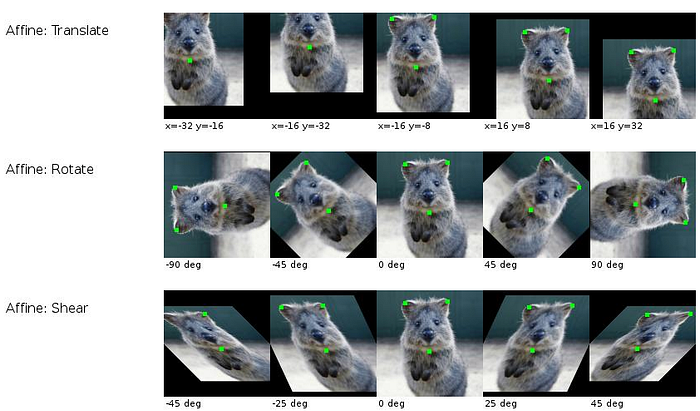 Affine: Translate
x=-32 y=-16 x=-16 y=-32 x=-16 y=-8 x=16 y=8 x=16 y=32
Affine: Rotate
-90 deg -45 deg 0 deg 45 deg 90 deg
Affine: Shear
-45 deg -25 deg 0 deg 25 deg 45 deg